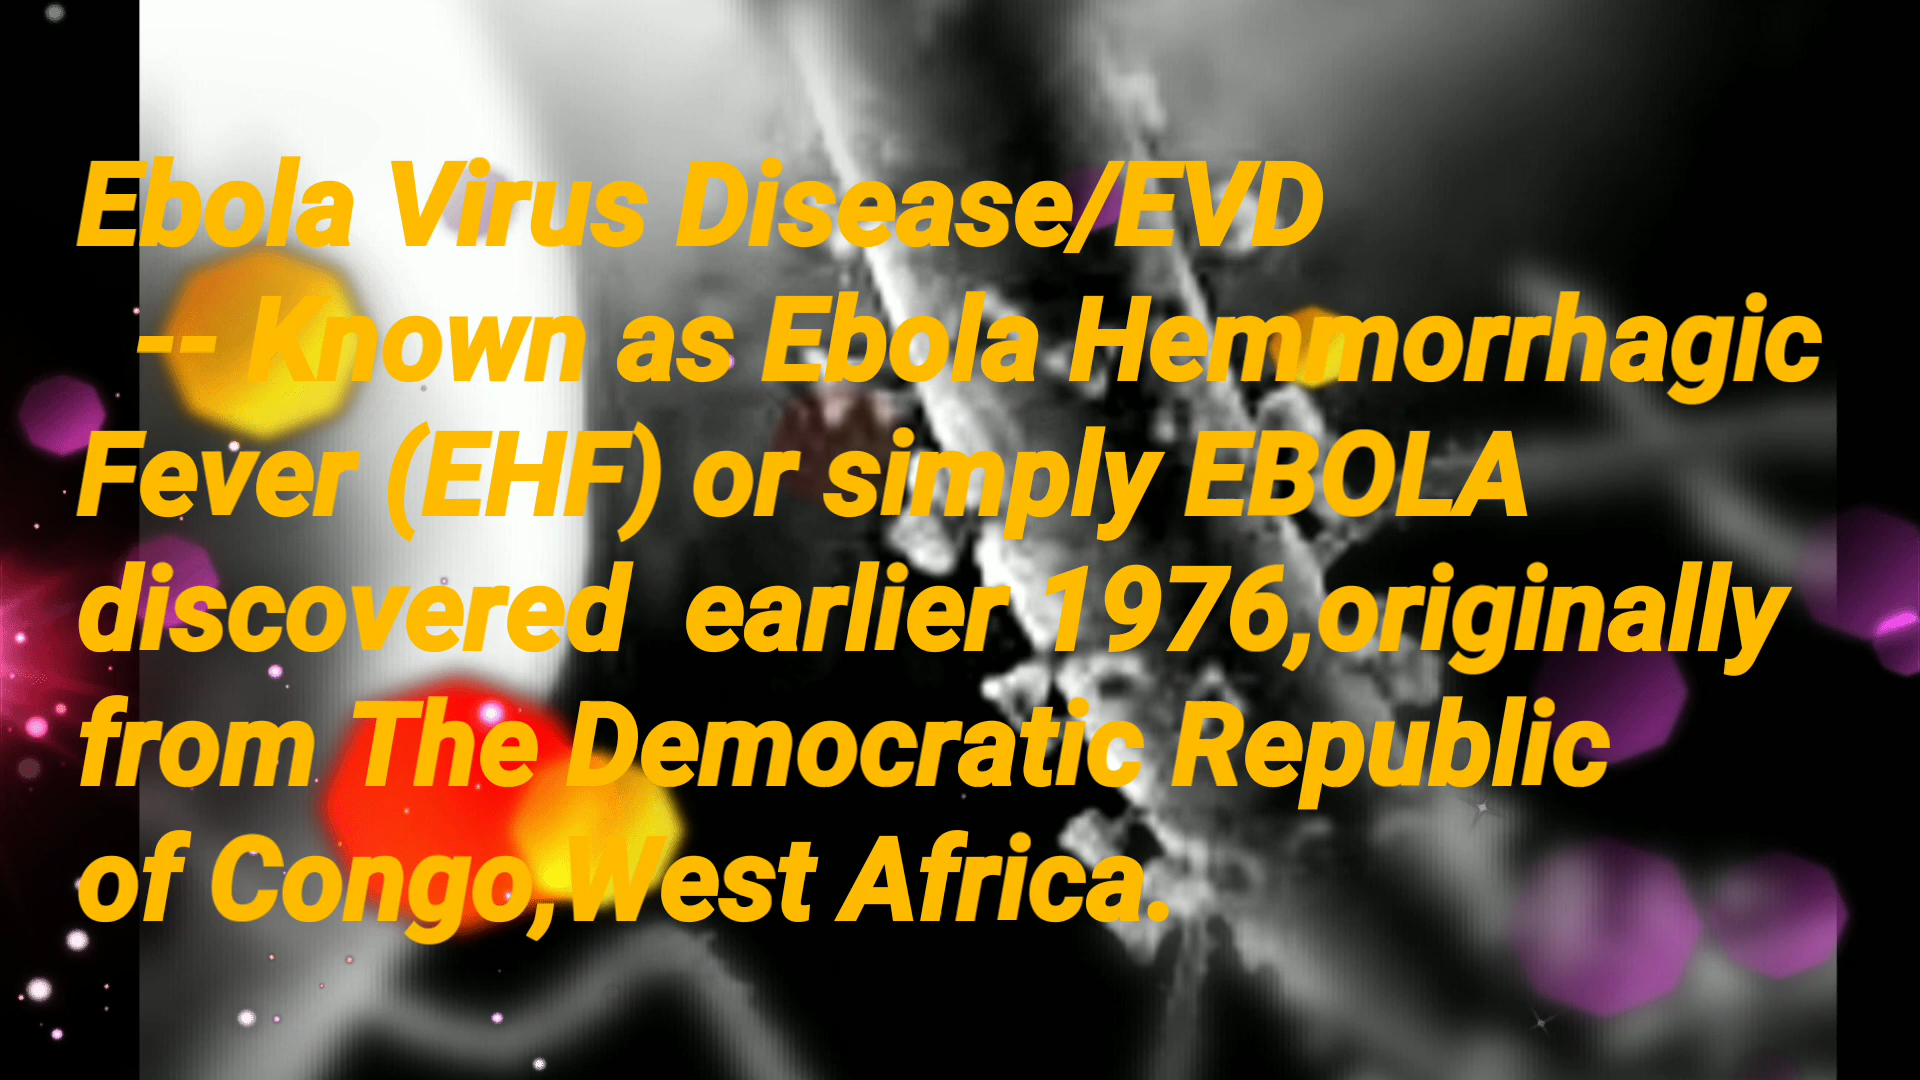 Ebola Virus Disease/EVD
-- Known as Ebola Hemmorrhagic
Fever (EHF) or simply EBOLA
discovered  earlier 1976,originally
from The Democratic Republic
of Congo,West Africa.